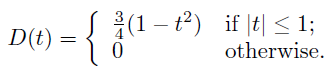 D(t) = { 3/4(1 − t²) if |t| ≤ 1;
0 otherwise.